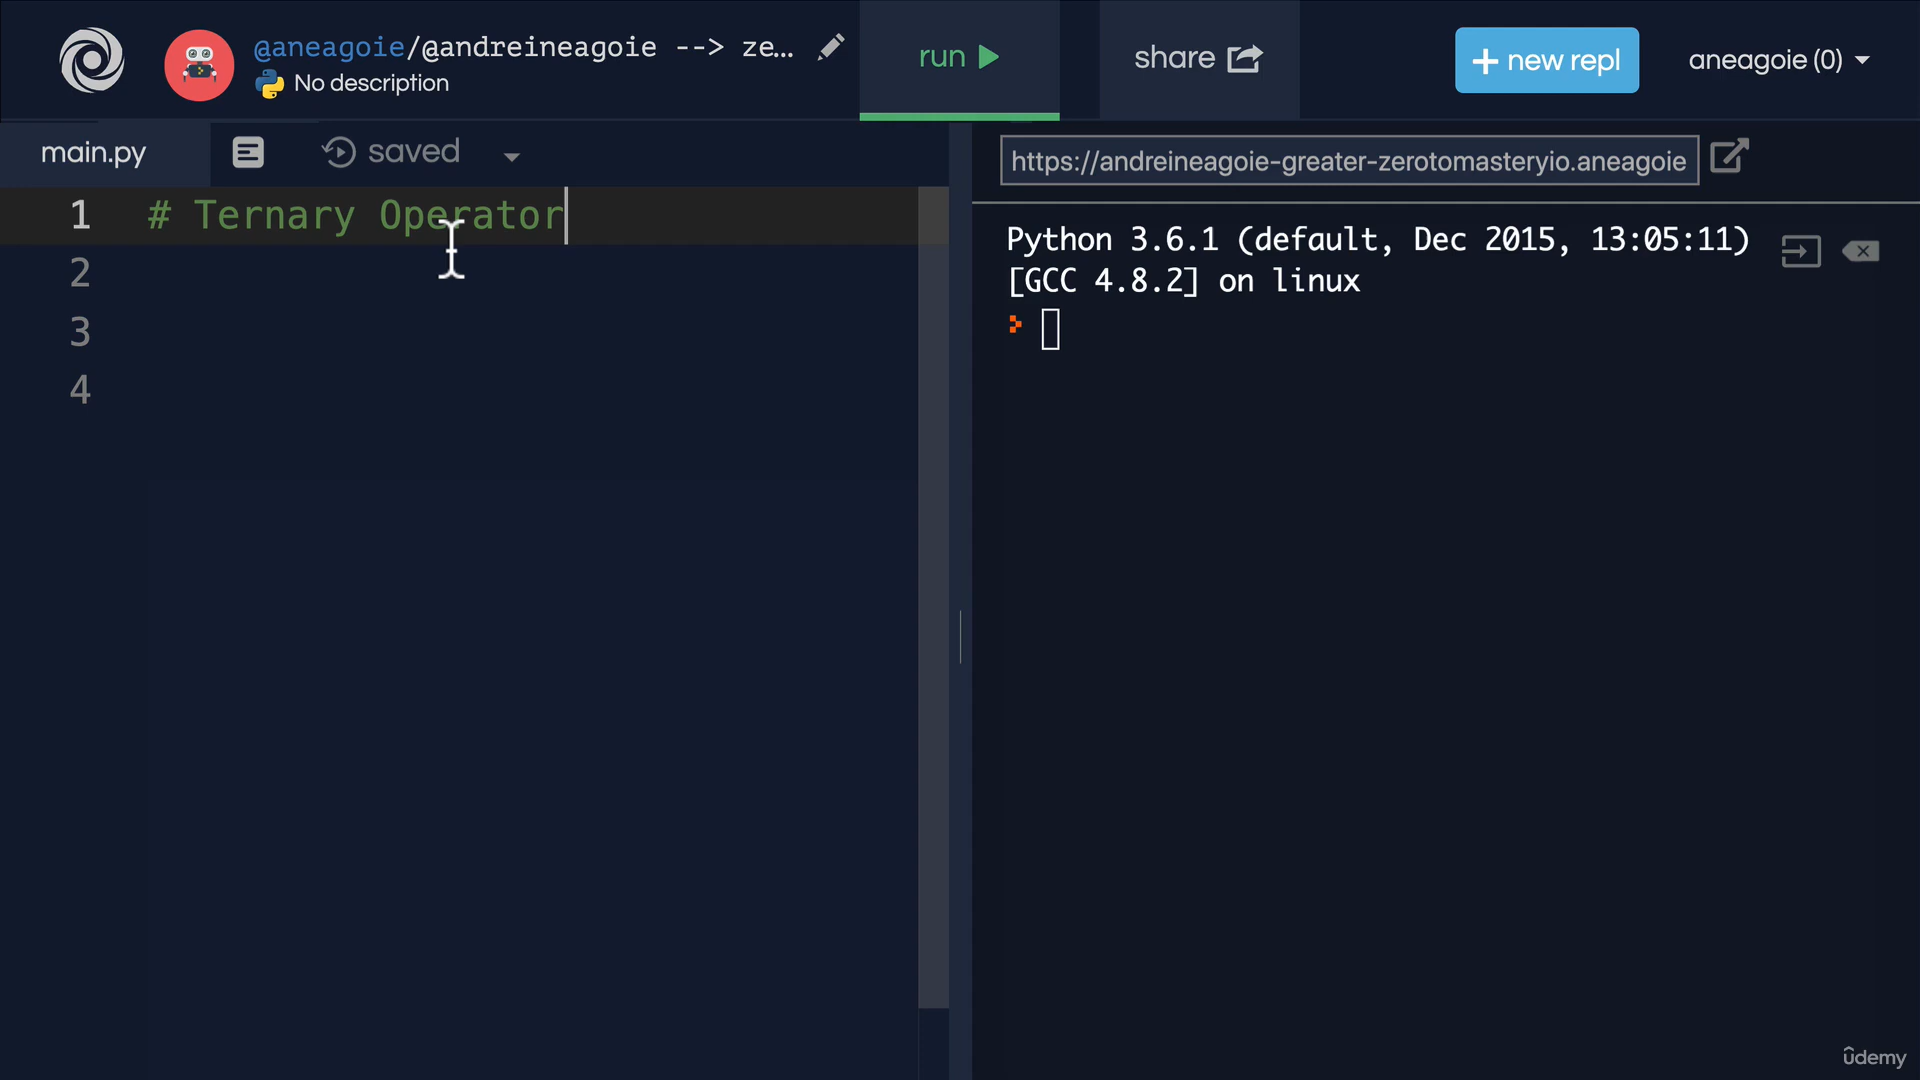 @aneagoie/@andreineagoie --> ze...
No description
run
share
+ new repl
aneagoie (0)
main.py
saved
https://andreineagoie-greater-zerotomasteryio.aneagoie
1 # Ternary Operator
2
3
4
Python 3.6.1 (default, Dec 2015, 13:05:11)
[GCC 4.8.2] on linux
udemy